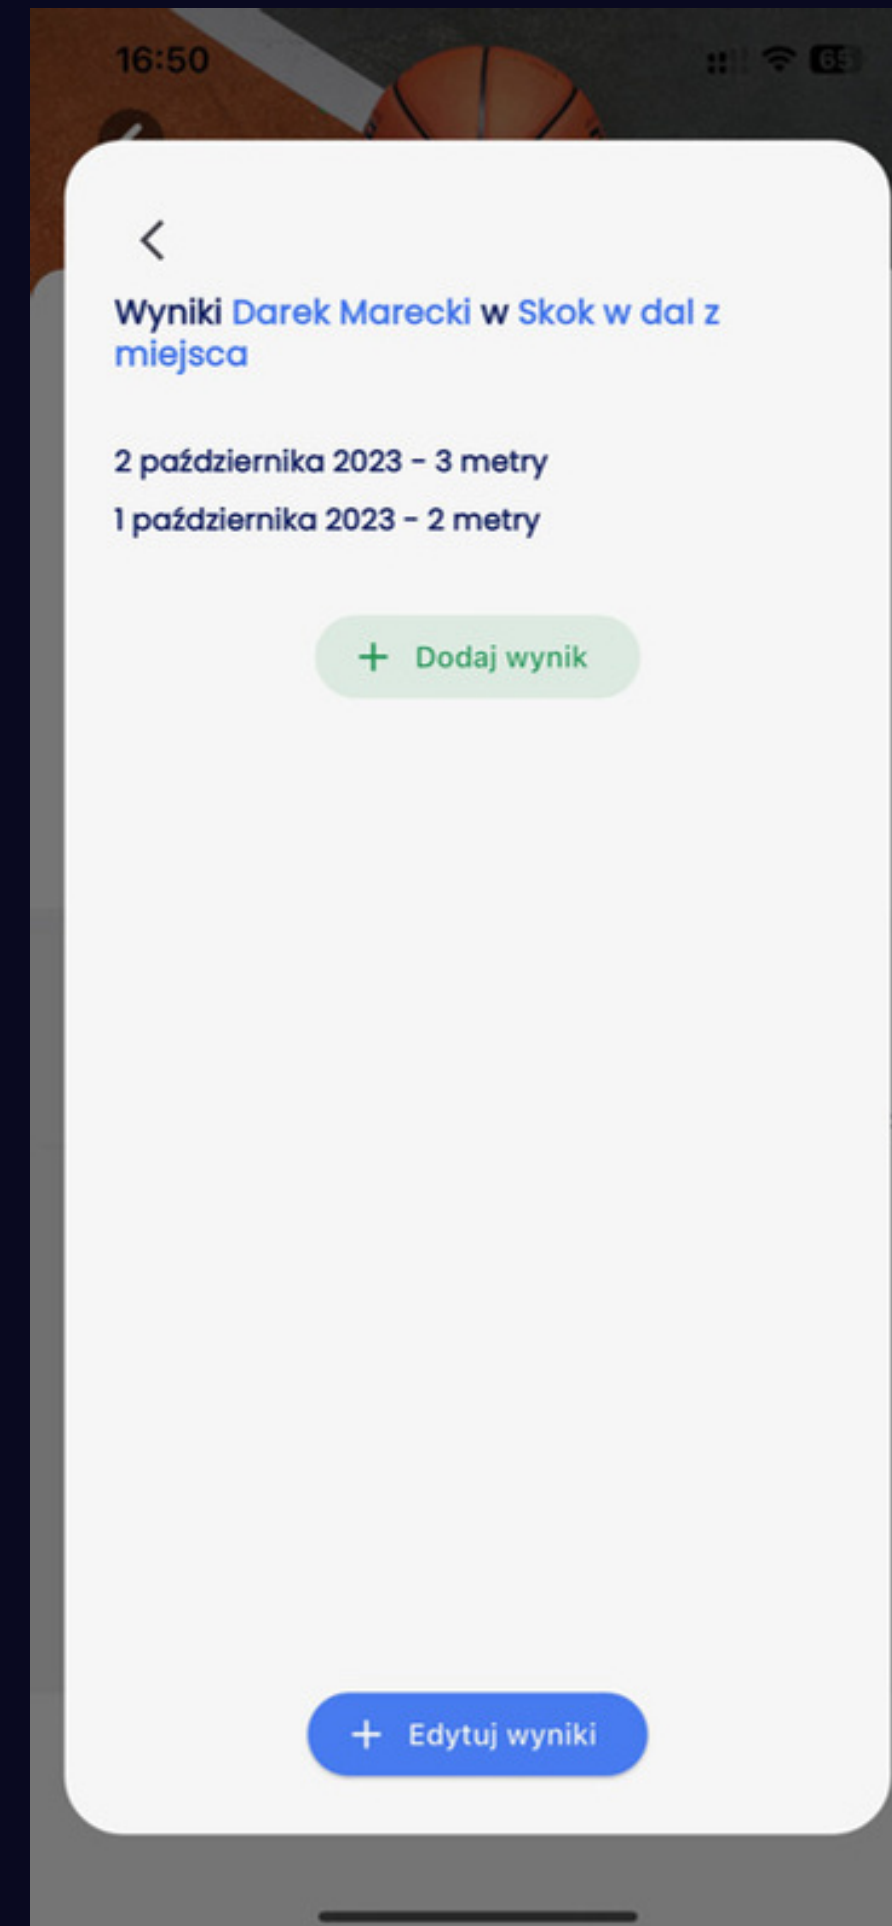 16:50
65
Wyniki Darek Marecki w Skok w dal z
miejsca
2 października 2023 - 3 metry
1 października 2023 - 2 metry
+ Dodaj wynik
+ Edytuj wyniki